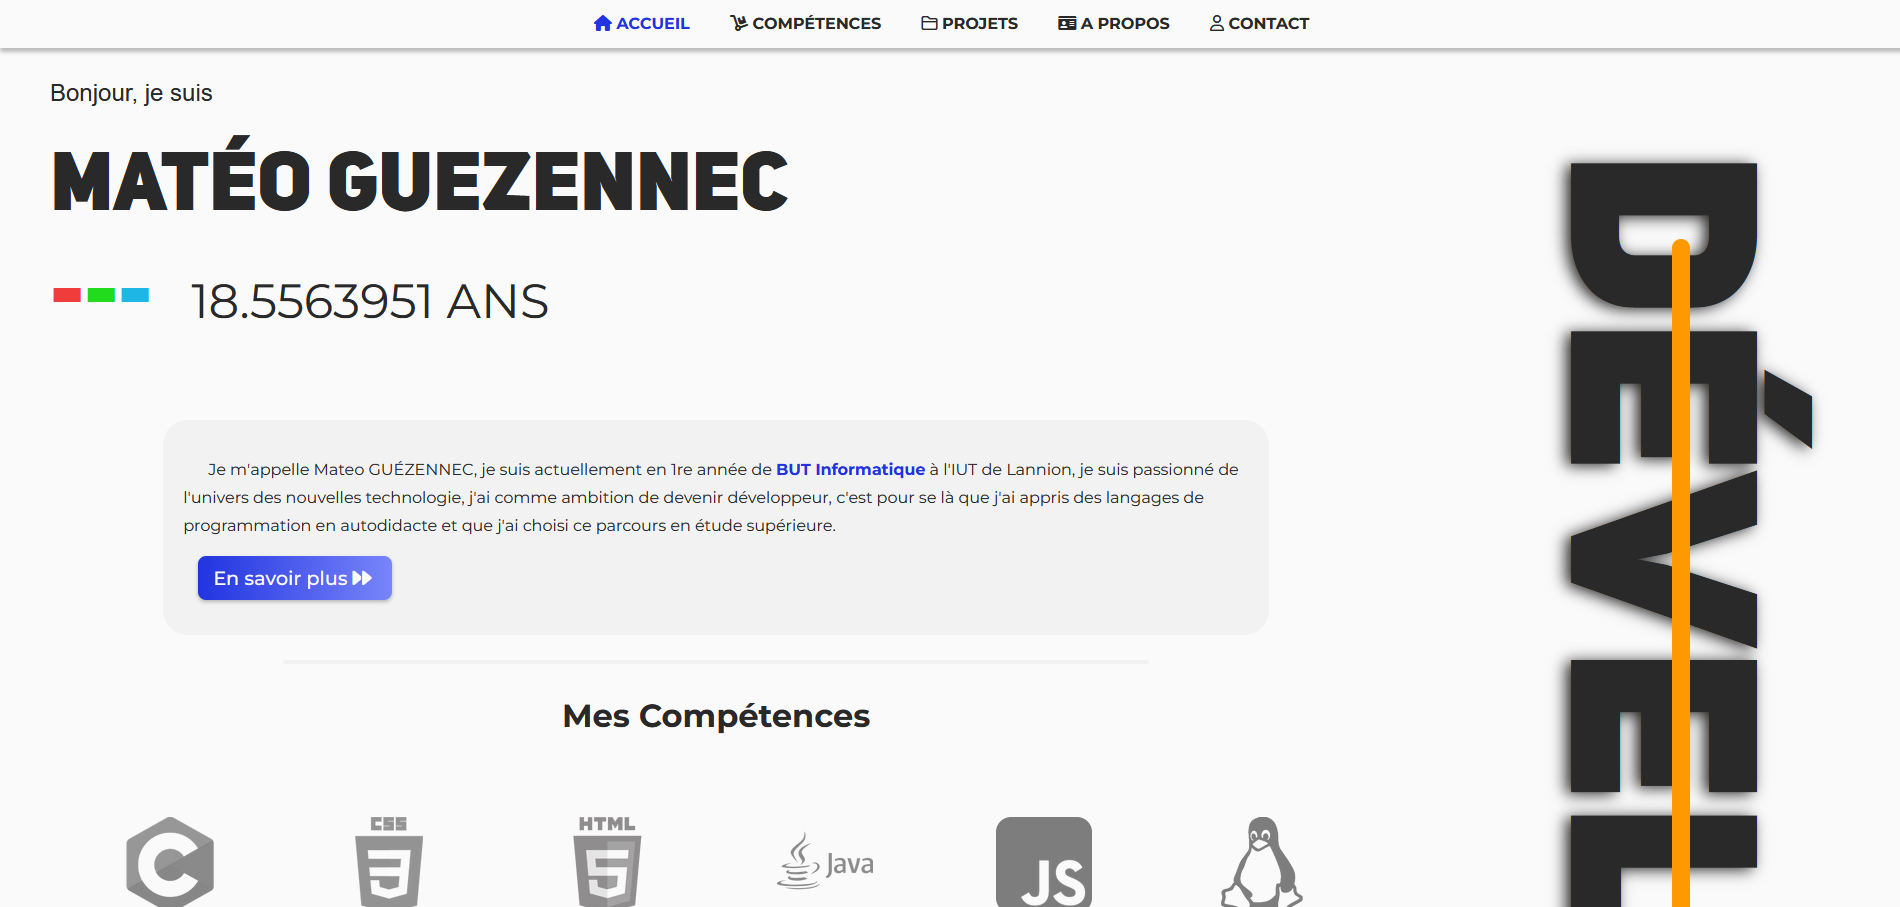 ACCUEIL COMPÉTENCES PROJETS A PROPOS CONTACT
Bonjour, je suis
MATÉO GUEZENNEC
18.5563951 ANS
Je m'appelle Mateo GUÉZENNEC, je suis actuellement en 1re année de BUT Informatique à l'IUT de Lannion, je suis passionné de
l'univers des nouvelles technologie, j'ai comme ambition de devenir développeur, c'est pour se là que j'ai appris des langages de
programmation en autodidacte et que j'ai choisi ce parcours en étude supérieure.
En savoir plus
Mes Compétences
C
CSS
3
HTML
5
Java
JS
DÉVEL